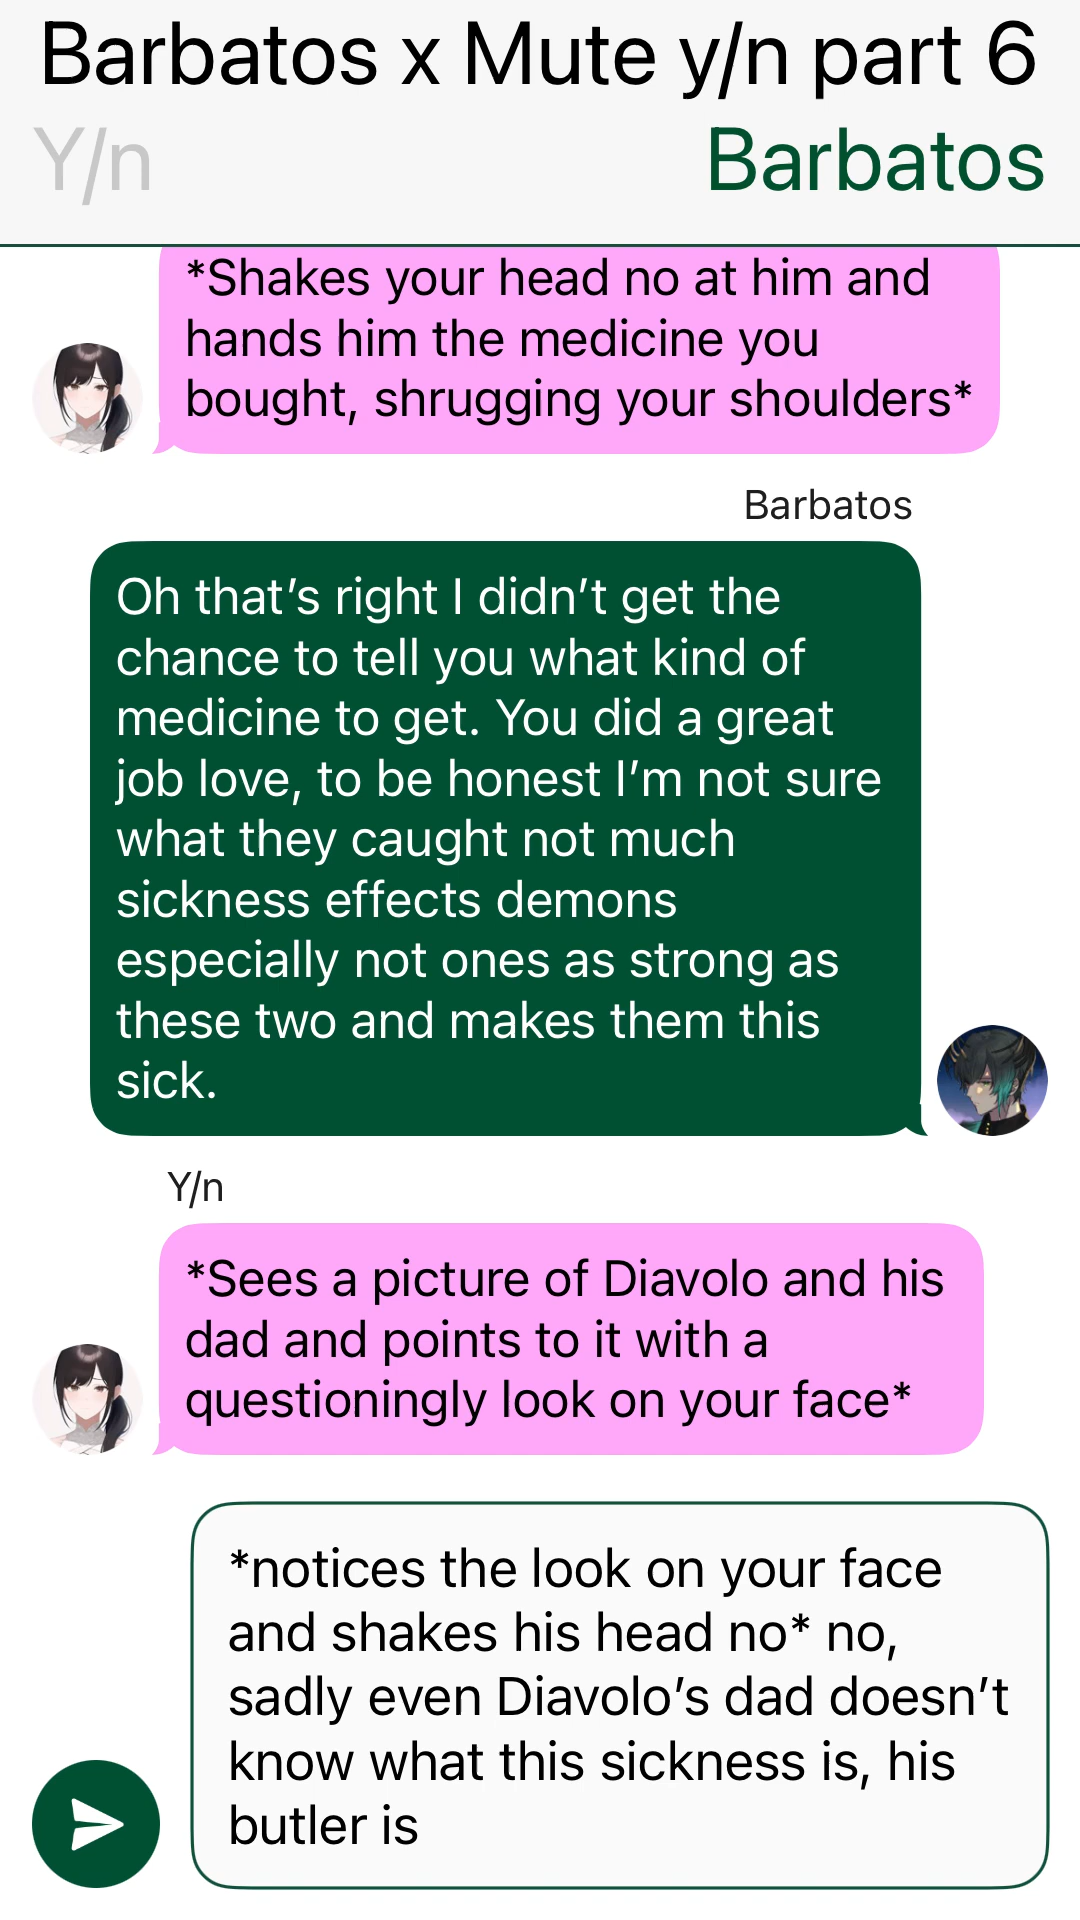 Barbatos x Mute y/n part 6
Y/n
Barbatos
*Shakes your head no at him and
hands him the medicine you
bought, shrugging your shoulders*
Barbatos
Oh that’s right I didn’t get the
chance to tell you what kind of
medicine to get. You did a great
job love, to be honest I’m not sure
what they caught not much
sickness effects demons
especially not ones as strong as
these two and makes them this
sick.
Y/n
*Sees a picture of Diavolo and his
dad and points to it with a
questioningly look on your face*
*notices the look on your face
and shakes his head no* no,
sadly even Diavolo’s dad doesn’t
know what this sickness is, his
butler is